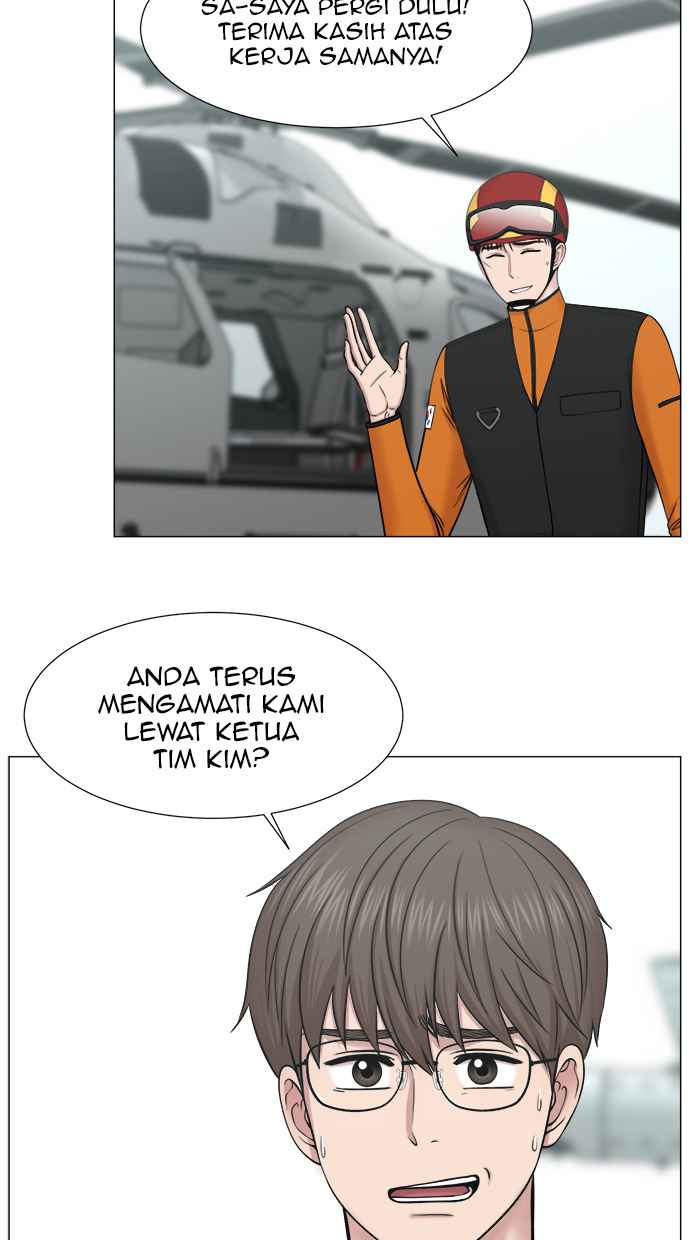 SA-SAYA PERGI DULU!
TERIMA KASIH ATAS
KERJA SAMANYA!
ANDA TERUS
MENGAMATI KAMI
LEWAT KETUA
TIM KIM?